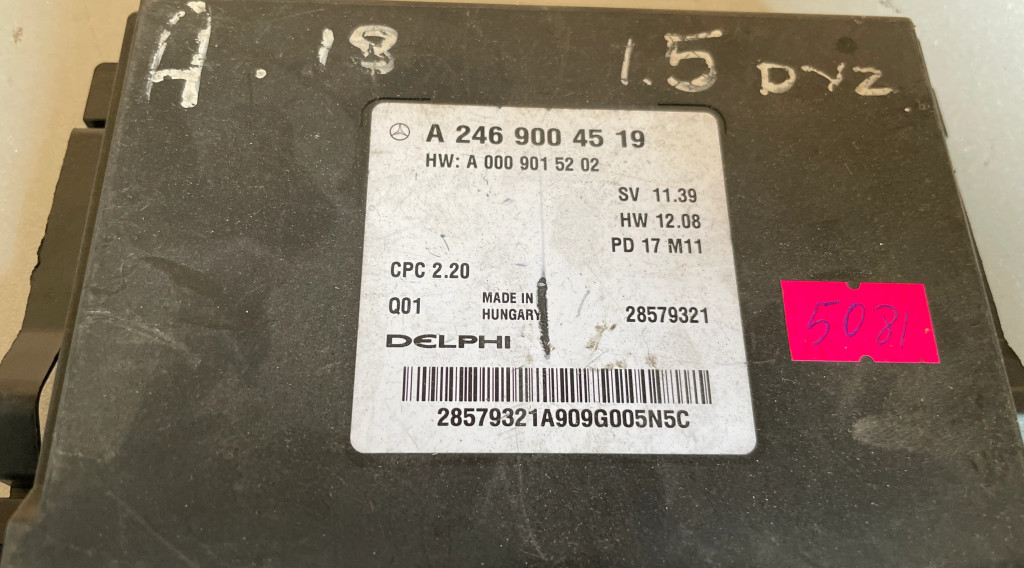 A .18 1.5 DYZ
A 246 900 45 19
HW: A 000 901 52 02
SV 11.39
HW 12.08
PD 17 M11
CPC 2.20
Q01 MADE IN HUNGARY 28579321
DELPHI
28579321A909G005N5C
5081